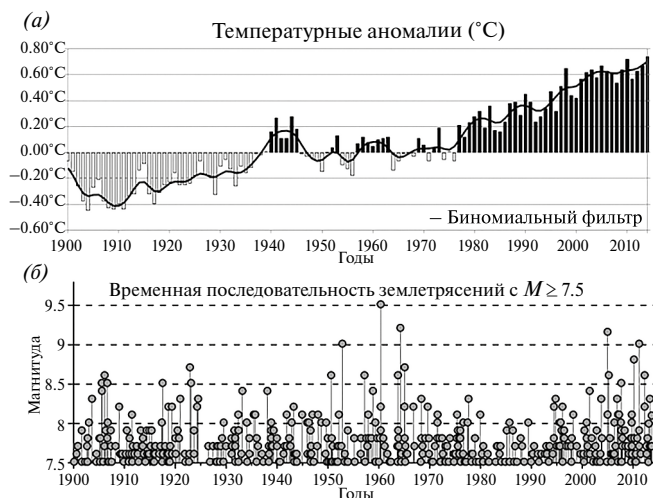 (а)
Температурные аномалии (˚C)
0.80˚C
0.60˚C
0.40˚C
0.20˚C
0.00˚C
−0.20˚C
−0.40˚C
−0.60˚C
− Биномиальный фильтр
1900 1910 1920 1930 1940 1950 1960 1970 1980 1990 2000 2010
Годы
(б)
Временная последовательность землетрясений с M ≥ 7.5
Магнитуда
9.5
9
8.5
8
7.5
1900 1910 1920 1930 1940 1950 1960 1970 1980 1990 2000 2010
Годы